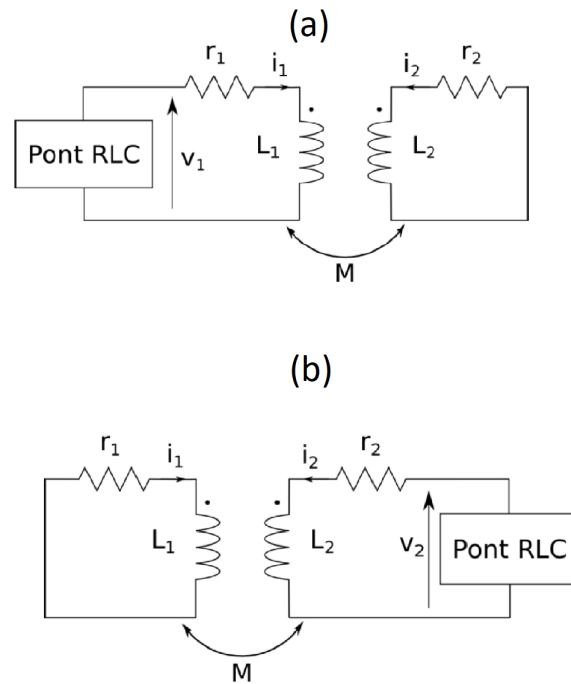 (a)
r₁ i₁ i₂ r₂
Pont RLC v₁ L₁ L₂
M
(b)
r₁ i₁ i₂ r₂
L₁ L₂ v₂ Pont RLC
M